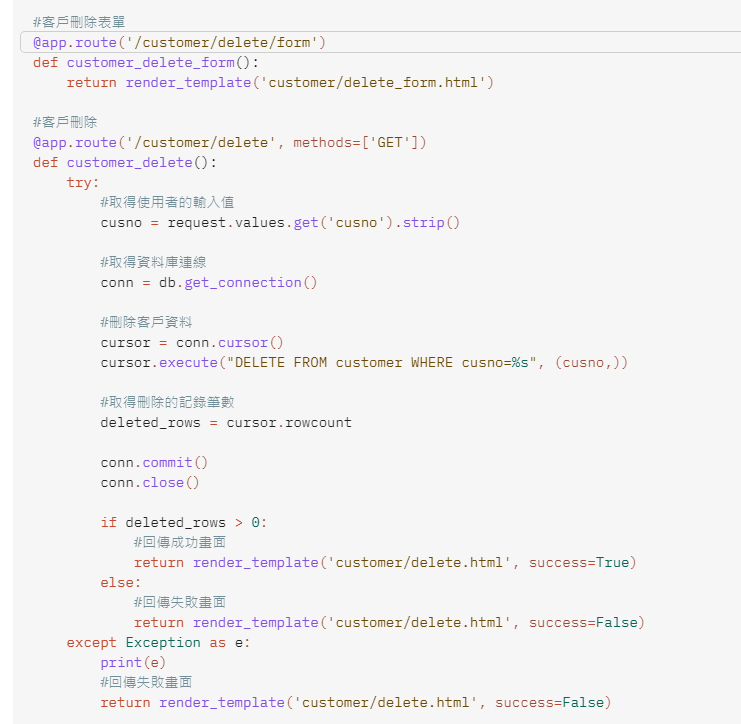 #客戶刪除表單
@app.route('/customer/delete/form')
def customer_delete_form():
    return render_template('customer/delete_form.html')

#客戶刪除
@app.route('/customer/delete', methods=['GET'])
def customer_delete():
    try:
        #取得使用者的輸入值
        cusno = request.values.get('cusno').strip()

        #取得資料庫連線
        conn = db.get_connection()

        #刪除客戶資料
        cursor = conn.cursor()
        cursor.execute("DELETE FROM customer WHERE cusno=%s", (cusno,))

        #取得刪除的記錄筆數
        deleted_rows = cursor.rowcount

        conn.commit()
        conn.close()

        if deleted_rows > 0:
            #回傳成功畫面
            return render_template('customer/delete.html', success=True)
        else:
            #回傳失敗畫面
            return render_template('customer/delete.html', success=False)
    except Exception as e:
        print(e)
        #回傳失敗畫面
        return render_template('customer/delete.html', success=False)